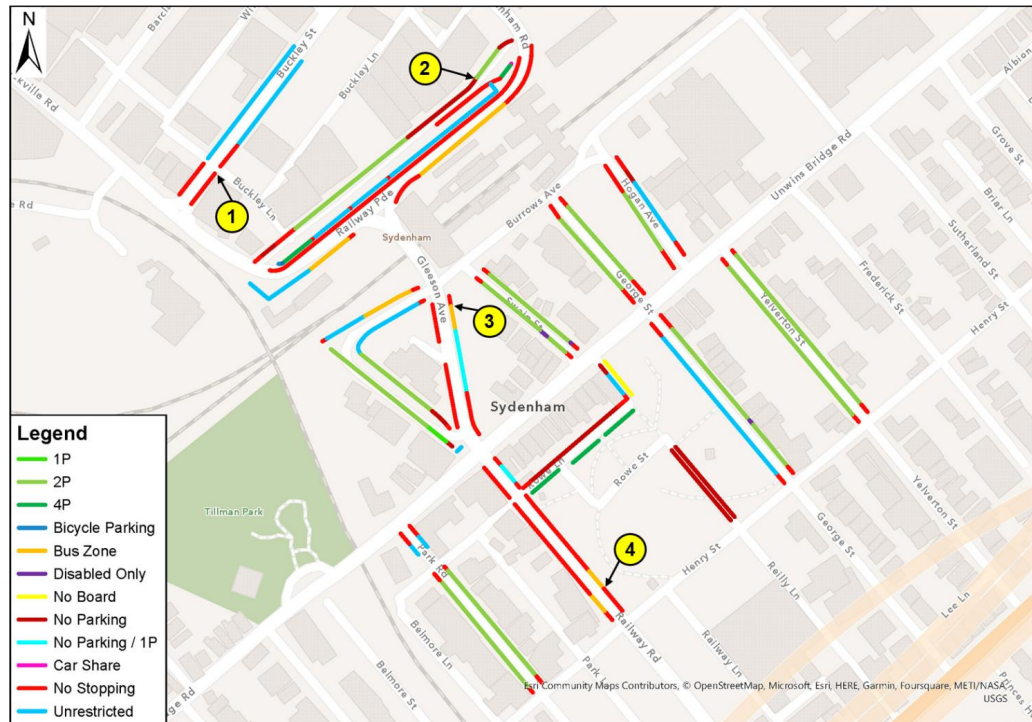 N
Buckley St
Buckley Ln
Buckley Ln
Railway Pde
Sydenham
Gleeson Ave
Burrows Ave
Hogan Ave
Unwins Bridge Rd
Albion
Grove St
Briar Ln
Sutherland St
Frederick St
Henry St
Yelverton St
George St
Swain St
Sydenham
Rowe Ln
Rowe St
Tillman Park
Park Rd
Henry St
George St
Yelverton St
Reilly Ln
Lee Ln
Railway Ln
Railway Rd
Belmore Ln
Belmore St
Park Ln
1
2
3
4
Legend
1P
2P
4P
Bicycle Parking
Bus Zone
Disabled Only
No Board
No Parking
No Parking / 1P
Car Share
No Stopping
Unrestricted
Esri Community Maps Contributors, © OpenStreetMap, Microsoft, Esri, HERE, Garmin, Foursquare, METI/NASA,
USGS